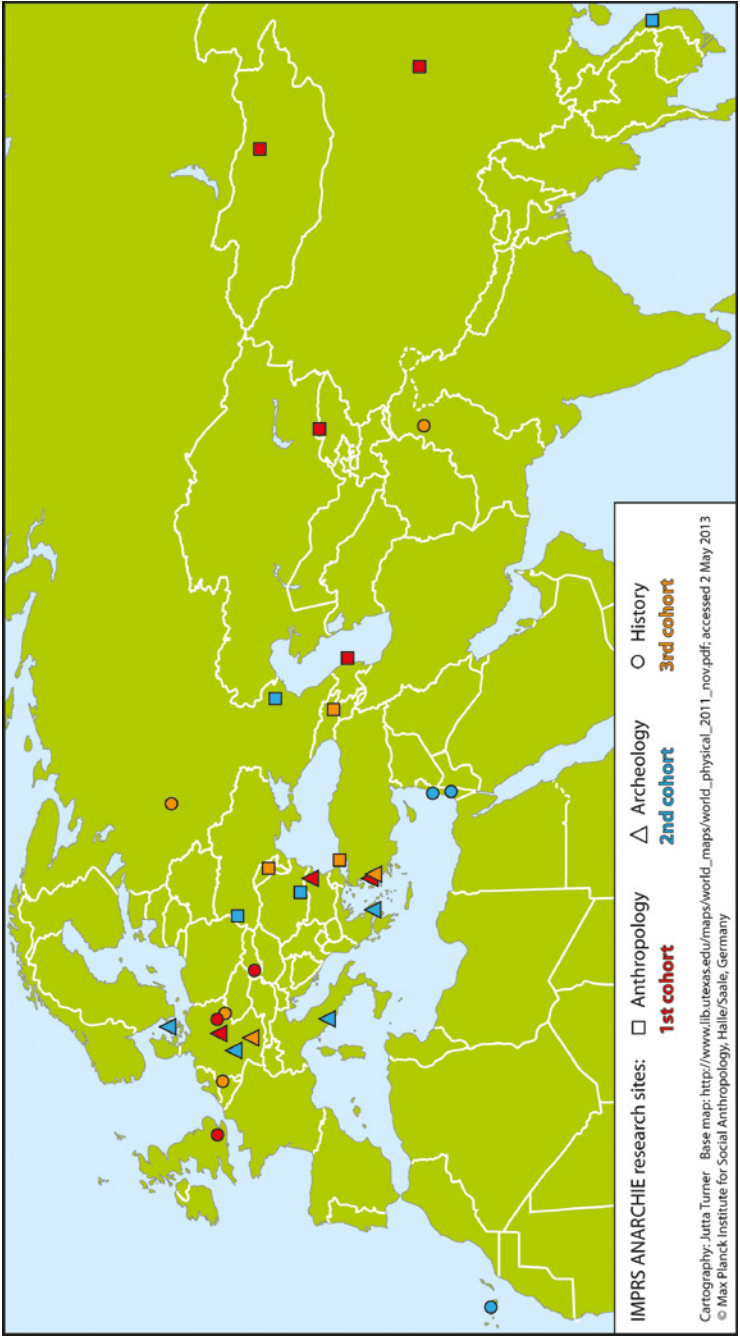 IMPRS ANARCHIE research sites: □ Anthropology △ Archeology ○ History
1st cohort 2nd cohort 3rd cohort
Cartography: Jutta Turner Base map: http://www.lib.utexas.edu/maps/world_maps/world_physical_2011_nov.pdf; accessed 2 May 2013
© Max Planck Institute for Social Anthropology, Halle/Saale, Germany